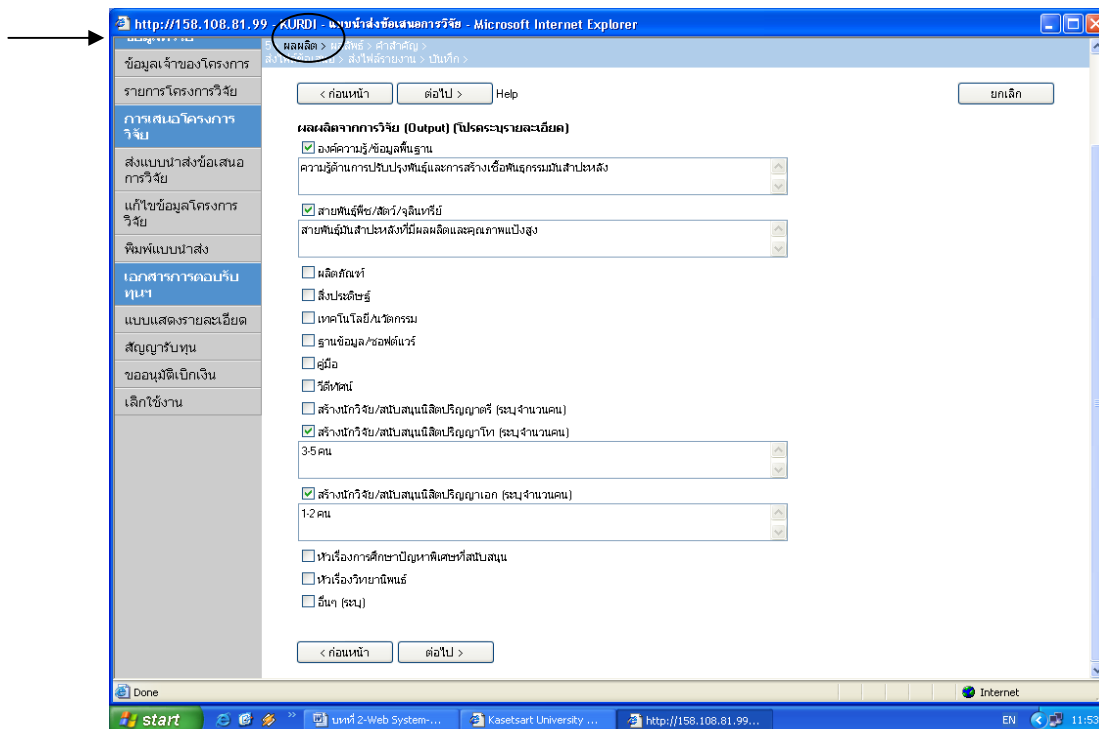 http://158.108.81.99 - KURDI - แบบนำส่งข้อเสนอการวิจัย - Microsoft Internet Explorer
ผลผลิต > ผลลัพธ์ > คำสำคัญ >
ส่งไฟล์ข้อเสนอ > ส่งไฟล์รายงาน > บันทึก >
ข้อมูลเจ้าของโครงการ
รายการโครงการวิจัย
การเสนอโครงการ
วิจัย
ส่งแบบนำส่งข้อเสนอ
การวิจัย
แก้ไขข้อมูลโครงการ
วิจัย
พิมพ์แบบนำส่ง
เอกสารการตอบรับ
ทุนฯ
แบบแสดงรายละเอียด
สัญญารับทุน
ขออนุมัติเบิกเงิน
เลิกใช้งาน
< ก่อนหน้า ต่อไป > Help ยกเลิก
ผลผลิตจากการวิจัย (Output) (โปรดระบุรายละเอียด)
องค์ความรู้/ข้อมูลพื้นฐาน
ความรู้ด้านการปรับปรุงพันธุ์และการสร้างเชื้อพันธุกรรมมันสำปะหลัง
สายพันธุ์พืช/สัตว์/จุลินทรีย์
สายพันธุ์มันสำปะหลังที่มีผลผลิตและคุณภาพแป้งสูง
ผลิตภัณฑ์
สิ่งประดิษฐ์
เทคโนโลยี/นวัตกรรม
ฐานข้อมูล/ซอฟต์แวร์
คู่มือ
วีดีทัศน์
สร้างนักวิจัย/สนับสนุนนิสิตปริญญาตรี (ระบุจำนวนคน)
สร้างนักวิจัย/สนับสนุนนิสิตปริญญาโท (ระบุจำนวนคน)
3-5 คน
สร้างนักวิจัย/สนับสนุนนิสิตปริญญาเอก (ระบุจำนวนคน)
1-2 คน
หัวเรื่องการศึกษาปัญหาพิเศษที่สนับสนุน
หัวเรื่องวิทยานิพนธ์
อื่นๆ (ระบุ)
< ก่อนหน้า ต่อไป >
Done Internet
start บทที่ 2-Web System-... Kasetsart University ... http://158.108.81.99... EN 11:53